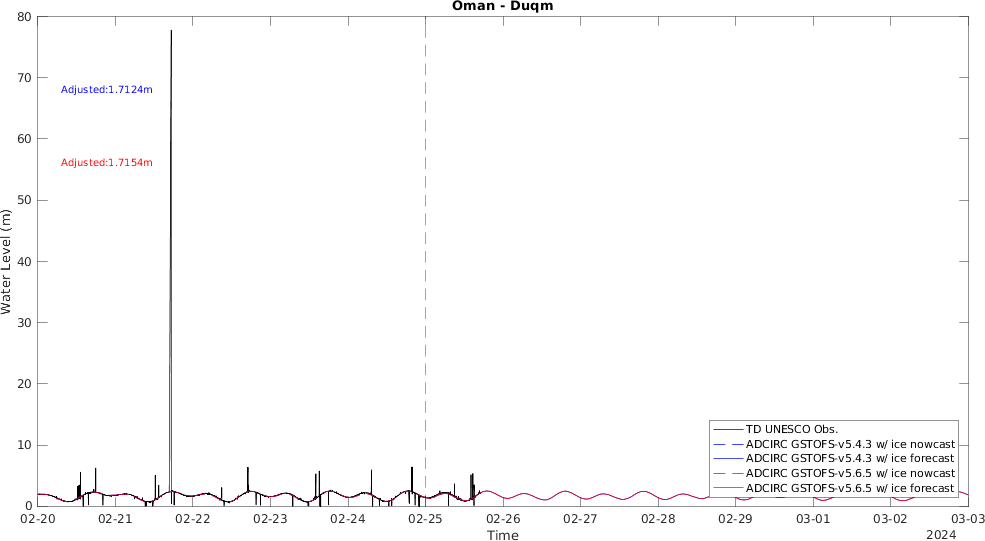 Oman - Duqm
80
70
60
50
40
30
20
10
0
Water Level (m)
Adjusted:1.7124m
Adjusted:1.7154m
TD UNESCO Obs.
ADCIRC GSTOFS-v5.4.3 w/ ice nowcast
ADCIRC GSTOFS-v5.4.3 w/ ice forecast
ADCIRC GSTOFS-v5.6.5 w/ ice nowcast
ADCIRC GSTOFS-v5.6.5 w/ ice forecast
02-20 02-21 02-22 02-23 02-24 02-25 02-26 02-27 02-28 02-29 03-01 03-02 03-03
Time
2024